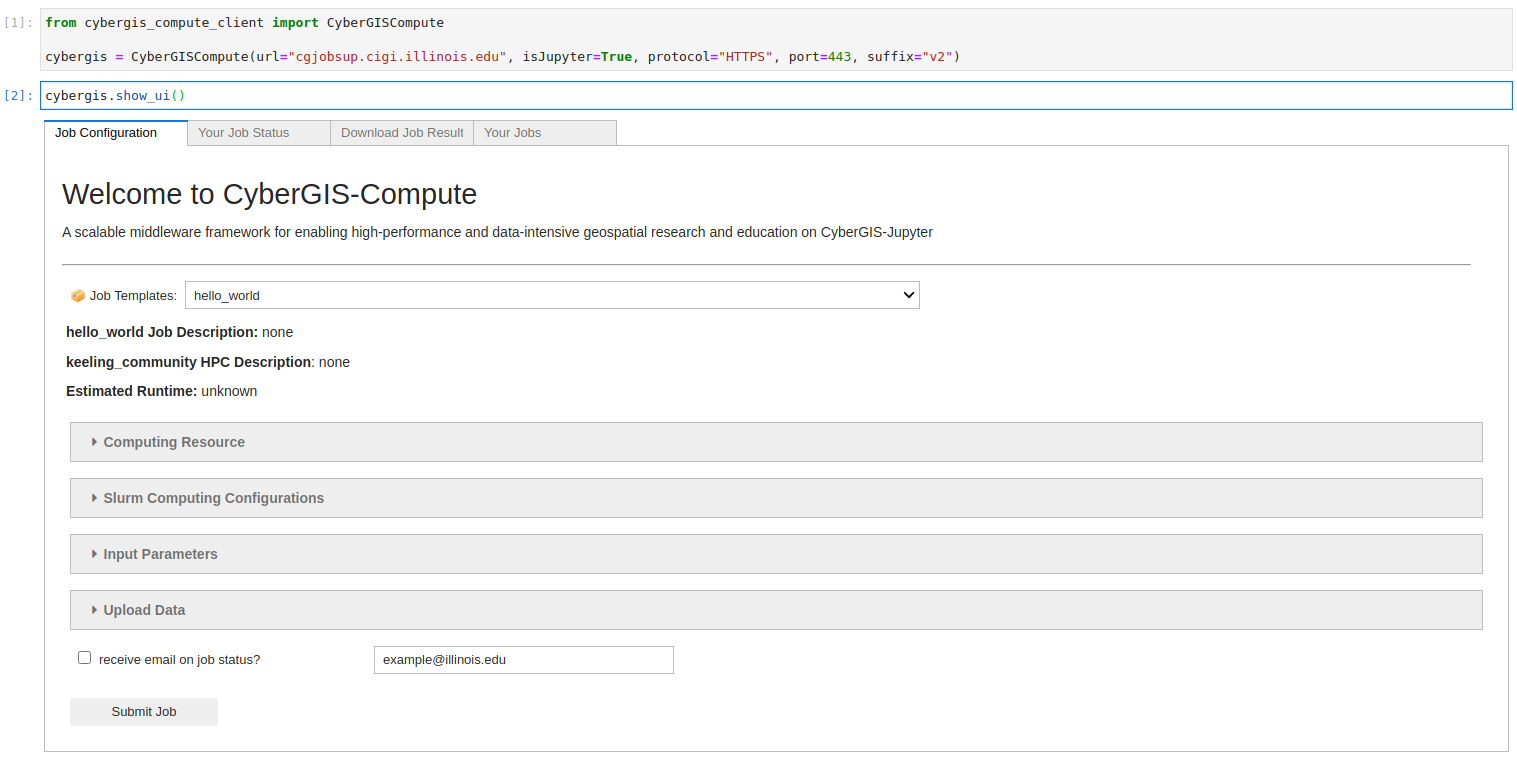 [1]: from cybergis_compute_client import CyberGISCompute
cybergis = CyberGISCompute(url="cgjobsup.cigi.illinois.edu", isJupyter=True, protocol="HTTPS", port=443, suffix="v2")
[2]: cybergis.show_ui()
Job Configuration Your Job Status Download Job Result Your Jobs
Welcome to CyberGIS-Compute
A scalable middleware framework for enabling high-performance and data-intensive geospatial research and education on CyberGIS-Jupyter
📦 Job Templates: hello_world
hello_world Job Description: none
keeling_community HPC Description: none
Estimated Runtime: unknown
Computing Resource
Slurm Computing Configurations
Input Parameters
Upload Data
receive email on job status? example@illinois.edu
Submit Job